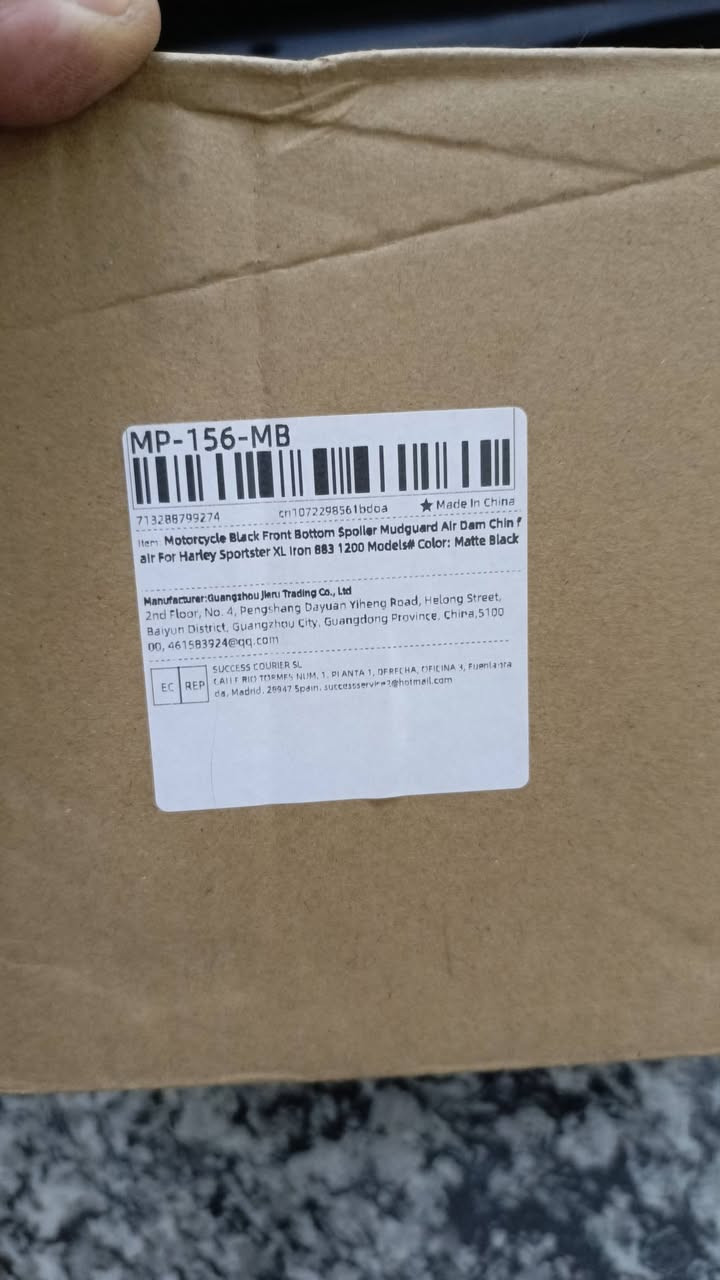 MP-156-MB
713288799274 cn1072298561bdoa ★ Made In China
Item: Motorcycle Black Front Bottom Spoiler Mudguard Air Dam Chin f
air For Harley Sportster XL Iron 883 1200 Models# Color: Matte Black
Manufacturer:Guangzhou Jieru Trading Co., Ltd
2nd Floor, No. 4, Pengshang Dayuan Yiheng Road, Helong Street,
Baiyun District, Guangzhou City, Guangdong Province, China,5100
00, 461583924@qq.com
EC REP
SUCCESS COURIER SL
CALLE RIO TORMES NUM. 1, PLANTA 1, DERECHA, OFICINA 3, Fuenlabra
da, Madrid, 28947 Spain, successservice2@hotmail.com